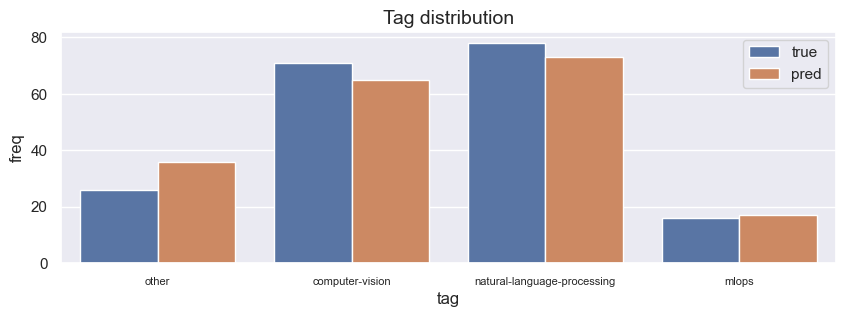 Tag distribution
80
60
40
20
0
freq
true
pred
other
computer-vision
natural-language-processing
mlops
tag